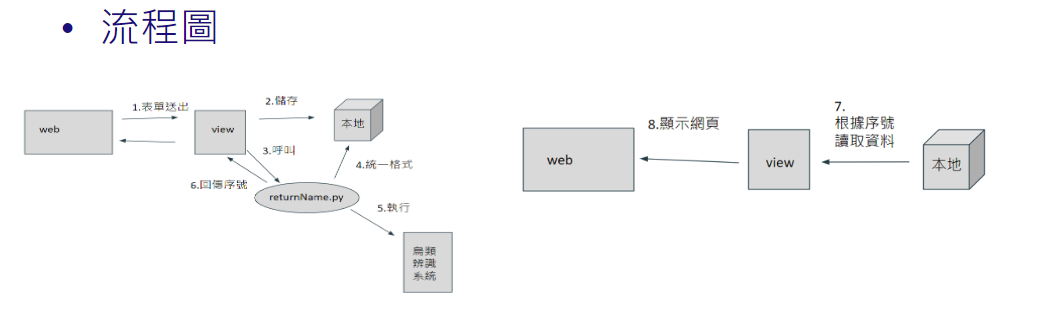 • 流程圖
1.表單送出
2.儲存
web
view
本地
3.呼叫
4.統一格式
6.回傳序號
returnName.py
5.執行
鳥類
辨識
系統
7.
根據序號
讀取資料
8.顯示網頁
web
view
本地